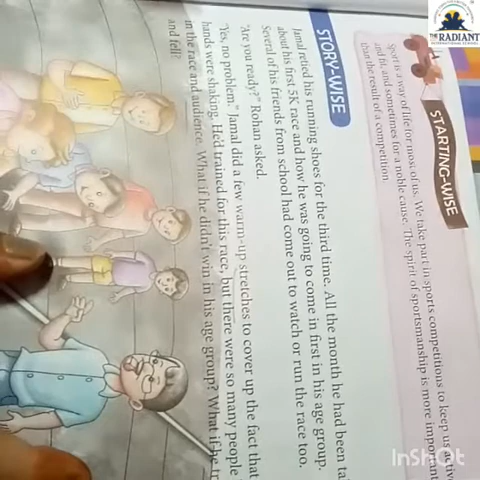 THE RADIANT
INTERNATIONAL SCHOOL
STARTING-WISE
Sport is a way of life for most of us. We take part in sports competitions to keep us active
and fit, and sometimes for a noble cause. The spirit of sportsmanship is more important
than the result of a competition
STORY-WISE
Jamal retied his running shoes for the third time. All the month he had been ta
about his first 5K race and how he was going to come in first in his age group.
Several of his friends from school had come out to watch or run the race too.
"Are you ready?" Rohan asked.
"Yes, no problem." Jamal did a few warm-up stretches to cover up the fact that
hands were shaking. He'd trained for this race, but there were so many people
in the race and audience. What if he didn't win in his age group? What if he tr
and fell?
InShOt